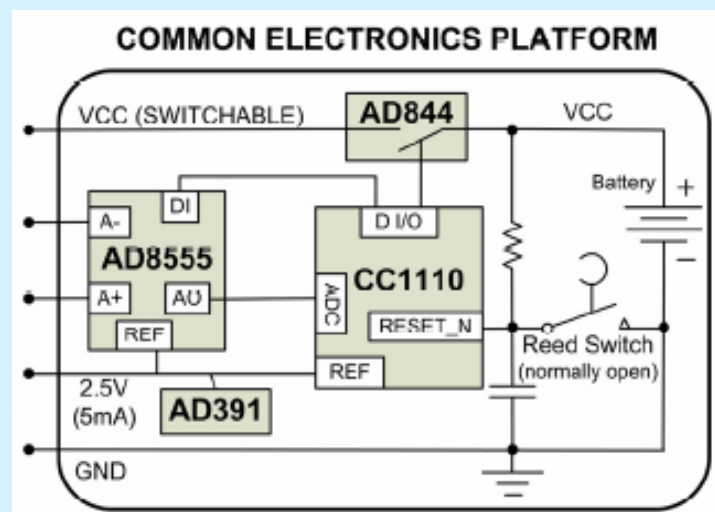 COMMON ELECTRONICS PLATFORM
VCC (SWITCHABLE)
AD844
VCC
Battery
+
-
DI
D I/O
A-
AD8555
CC1110
A+
AO
ADC
RESET_N
REF
REF
Reed Switch
(normally open)
2.5V
(5mA)
AD391
GND